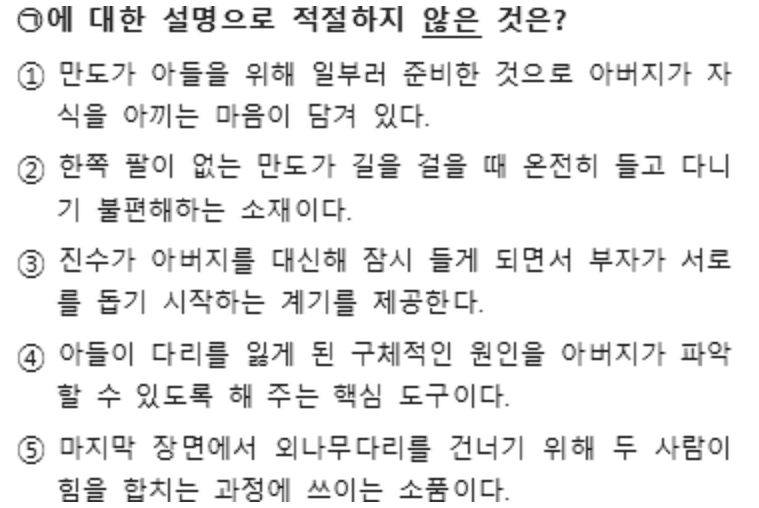 ㉠에 대한 설명으로 적절하지 않은 것은?
① 만도가 아들을 위해 일부러 준비한 것으로 아버지가 자
식을 아끼는 마음이 담겨 있다.
② 한쪽 팔이 없는 만도가 길을 걸을 때 온전히 들고 다니
기 불편해하는 소재이다.
③ 진수가 아버지를 대신해 잠시 들게 되면서 부자가 서로
를 돕기 시작하는 계기를 제공한다.
④ 아들이 다리를 잃게 된 구체적인 원인을 아버지가 파악
할 수 있도록 해 주는 핵심 도구이다.
⑤ 마지막 장면에서 외나무다리를 건너기 위해 두 사람이
힘을 합치는 과정에 쓰이는 소품이다.